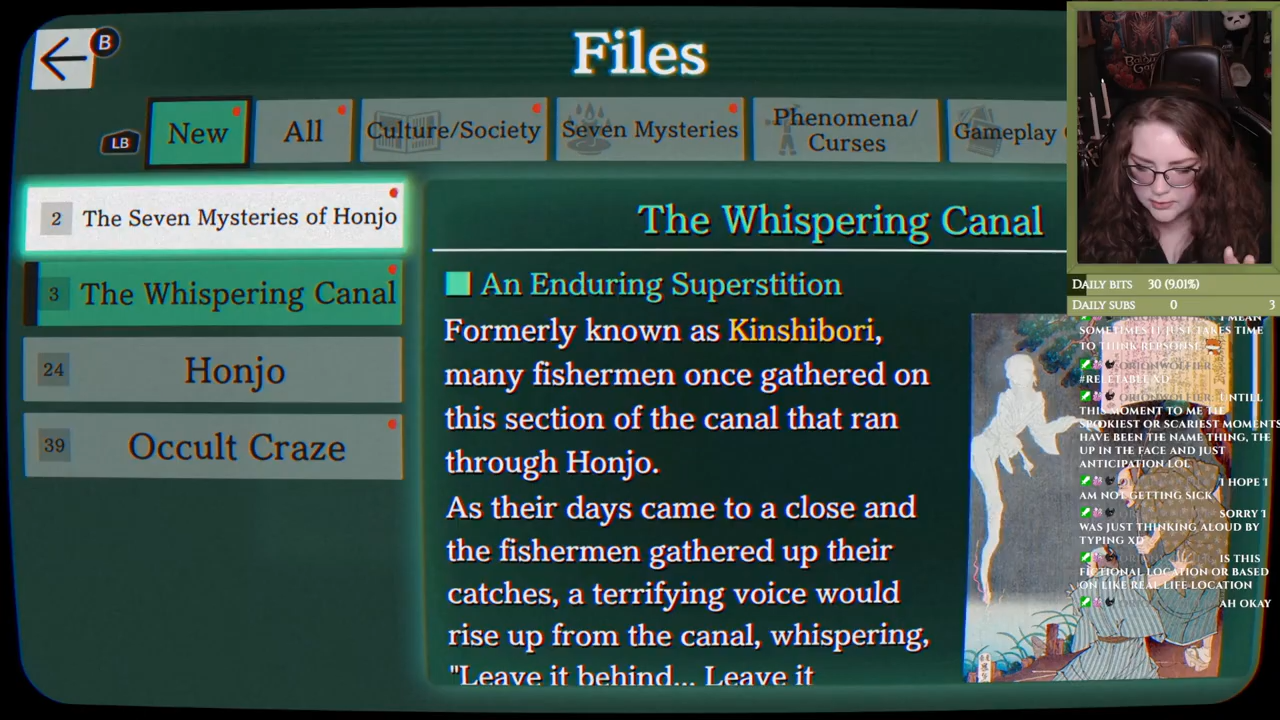 B
Files
LB
New
All
Culture/Society
Seven Mysteries
Phenomena/
Curses
Gameplay
2
The Seven Mysteries of Honjo
3
The Whispering Canal
24
Honjo
39
Occult Craze
The Whispering Canal
An Enduring Superstition
Formerly known as Kinshibori,
many fishermen once gathered on
this section of the canal that ran
through Honjo.
As their days came to a close and
the fishermen gathered up their
catches, a terrifying voice would
rise up from the canal, whispering,
"Leave it behind... Leave it
DAILY BITS 30 (9.01%)
DAILY SUBS 0 3
I MEAN
SOMETIMES IT JUST TAKES TIME
TO THINK
ORIONWOLFIER
XD
ORIONWOLFIER UNTILL
THIS MOMENT TO ME THE
SPOOKIEST OR SCARIEST MOMENTS
HAVE BEEN THE NAME THING, THE
UP IN THE FACE AND JUST
ANTICIPATION LOL
I HOPE I
AM NOT GETTING SICK
SORRY I
WAS JUST THINKING ALOUD BY
TYPING XD
IS THIS
FICTIONAL LOCATION OR BASED
ON LIKE REAL LIFE LOCATION
AH OKAY